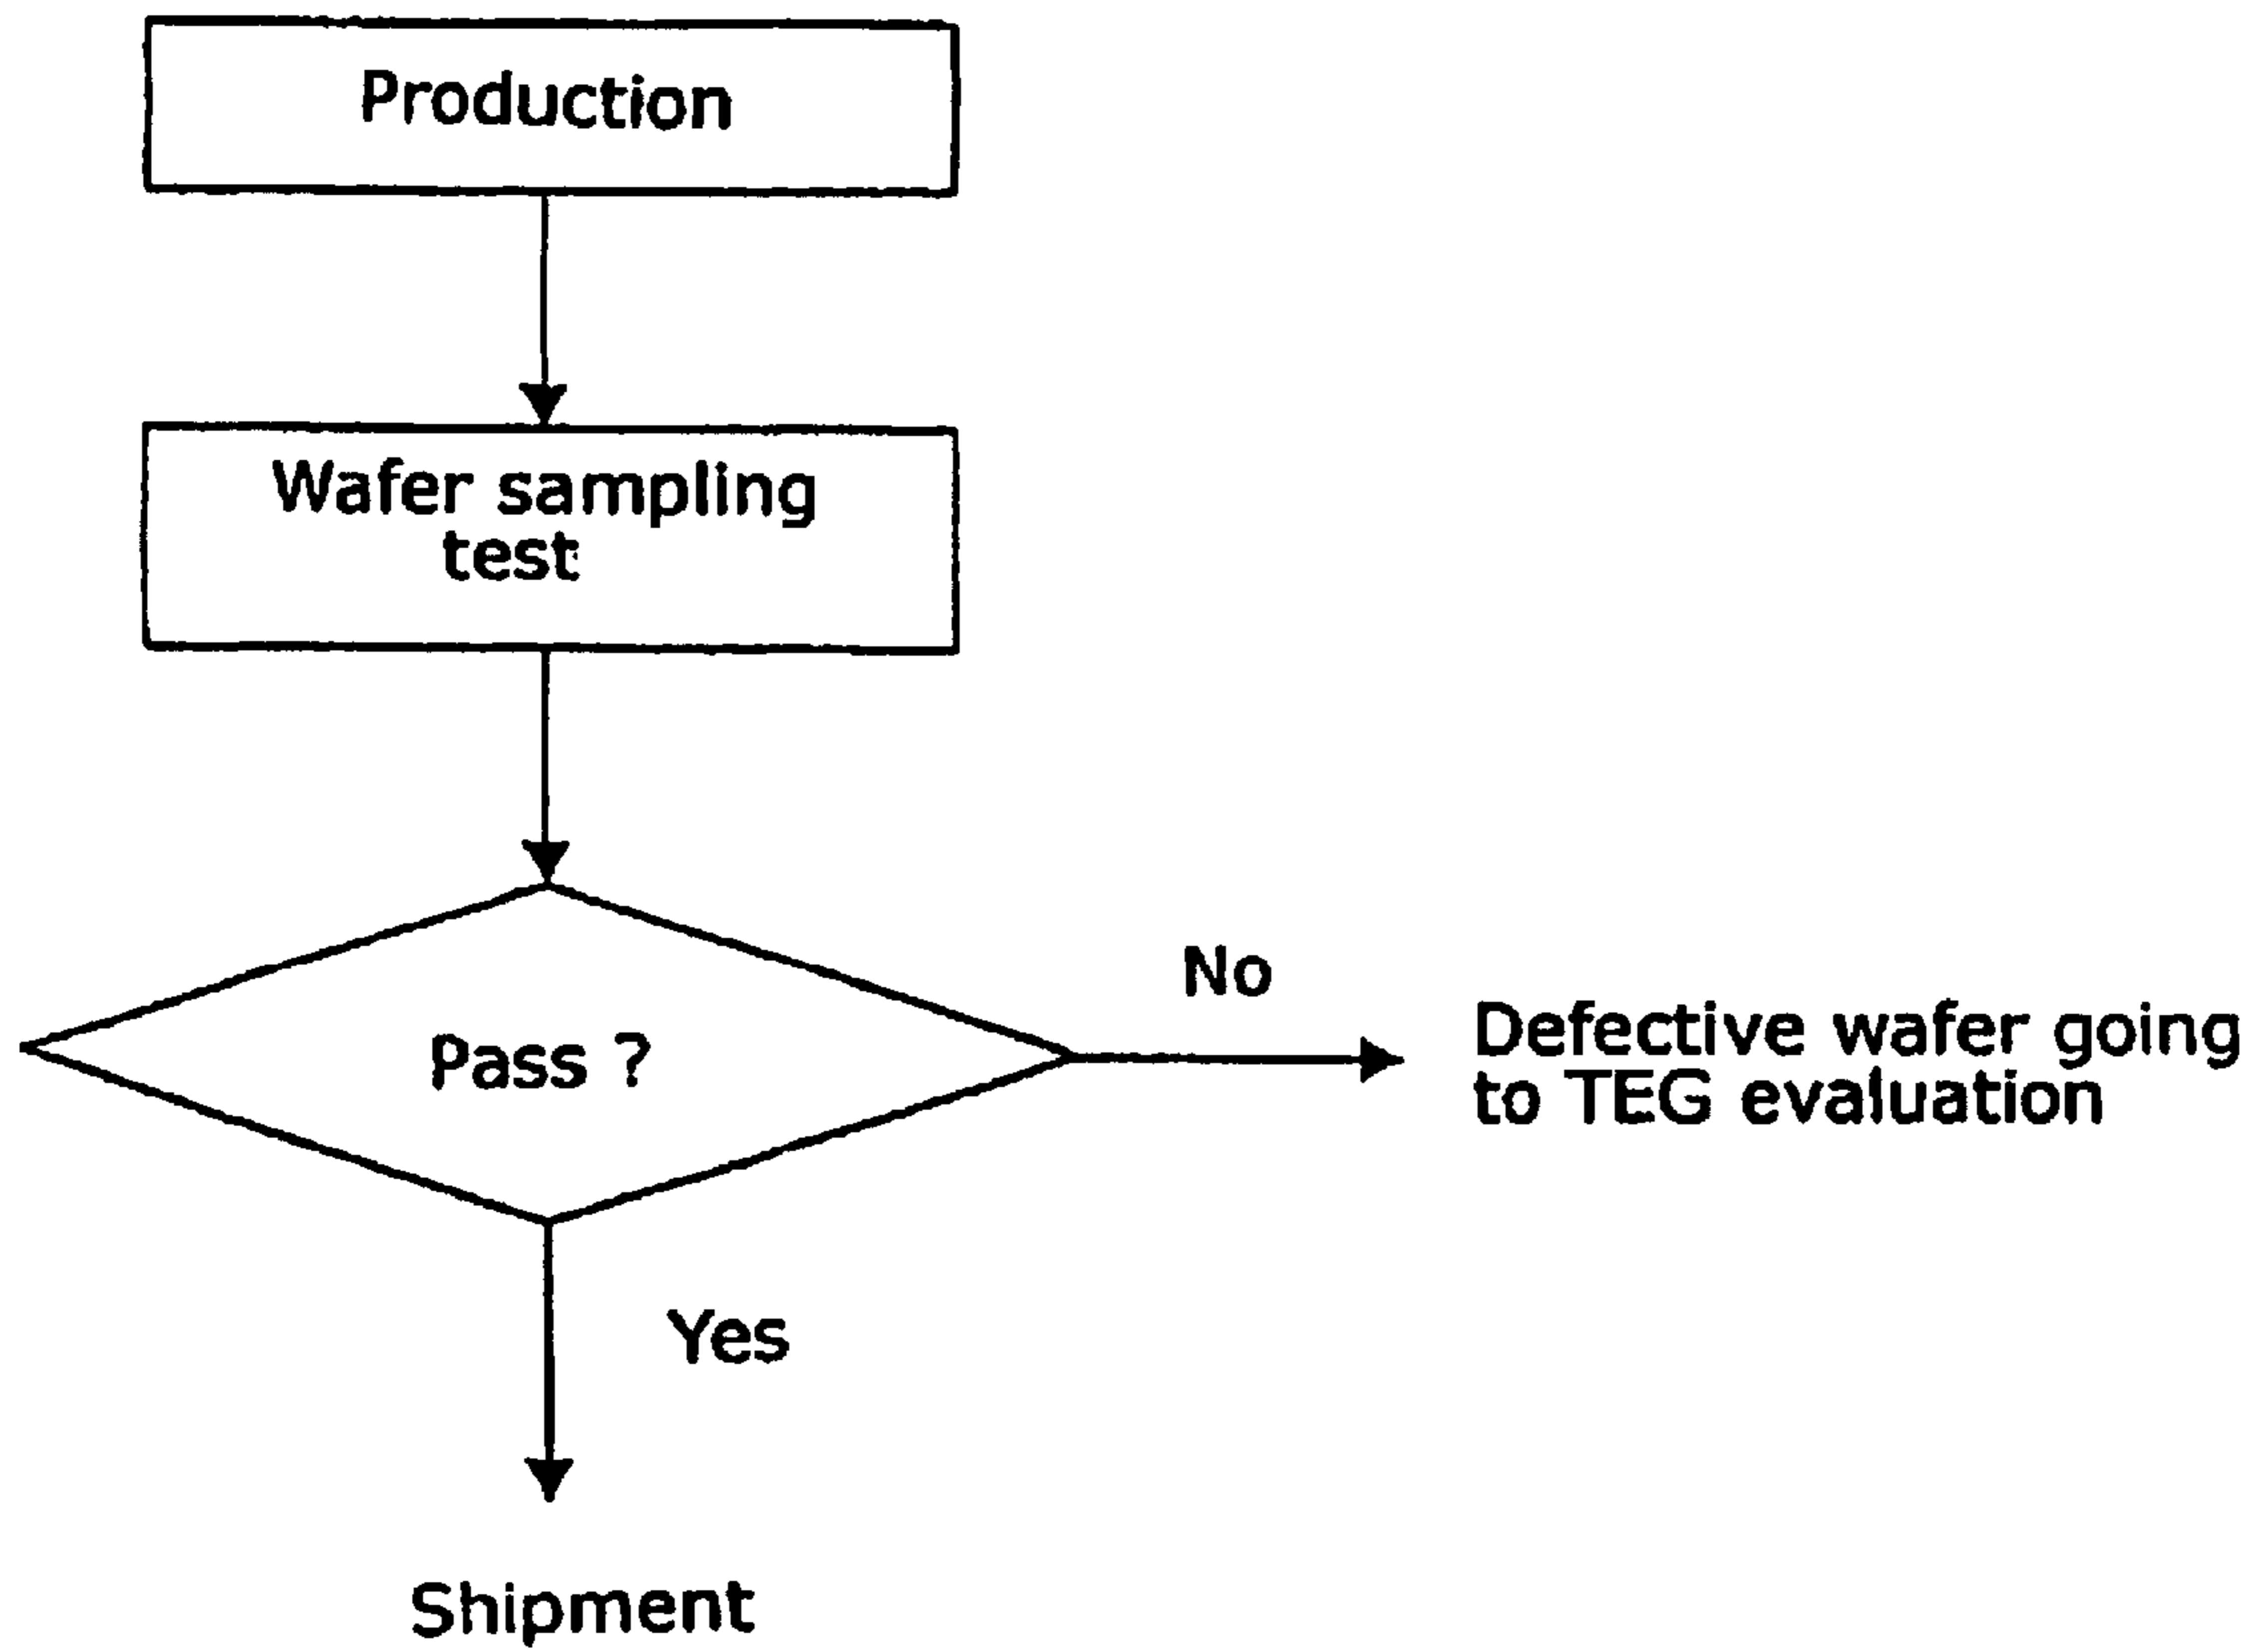 Production
Wafer sampling
test
Pass ?
No
Defective wafer going
to TEG evaluation
Yes
Shipment